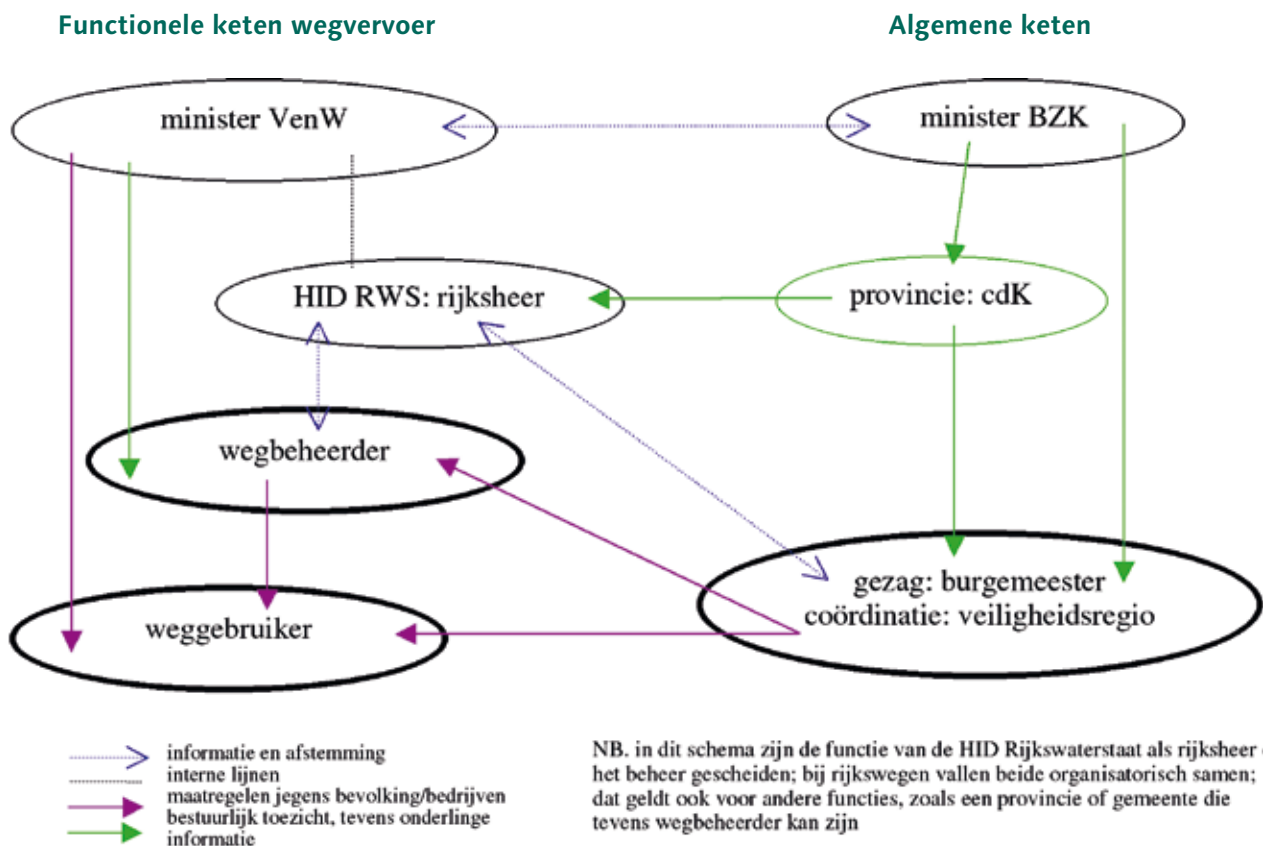 Functionele keten wegvervoer
Algemene keten
minister VenW
minister BZK
HID RWS: rijksheer
provincie: cdK
wegbeheerder
gezag: burgemeester
coördinatie: veiligheidsregio
weggebruiker
informatie en afstemming
interne lijnen
maatregelen jegens bevolking/bedrijven
bestuurlijk toezicht, tevens onderlinge
informatie
NB. in dit schema zijn de functie van de HID Rijkswaterstaat als rijksheer
het beheer gescheiden; bij rijkswegen vallen beide organisatorisch samen;
dat geldt ook voor andere functies, zoals een provincie of gemeente die
tevens wegbeheerder kan zijn